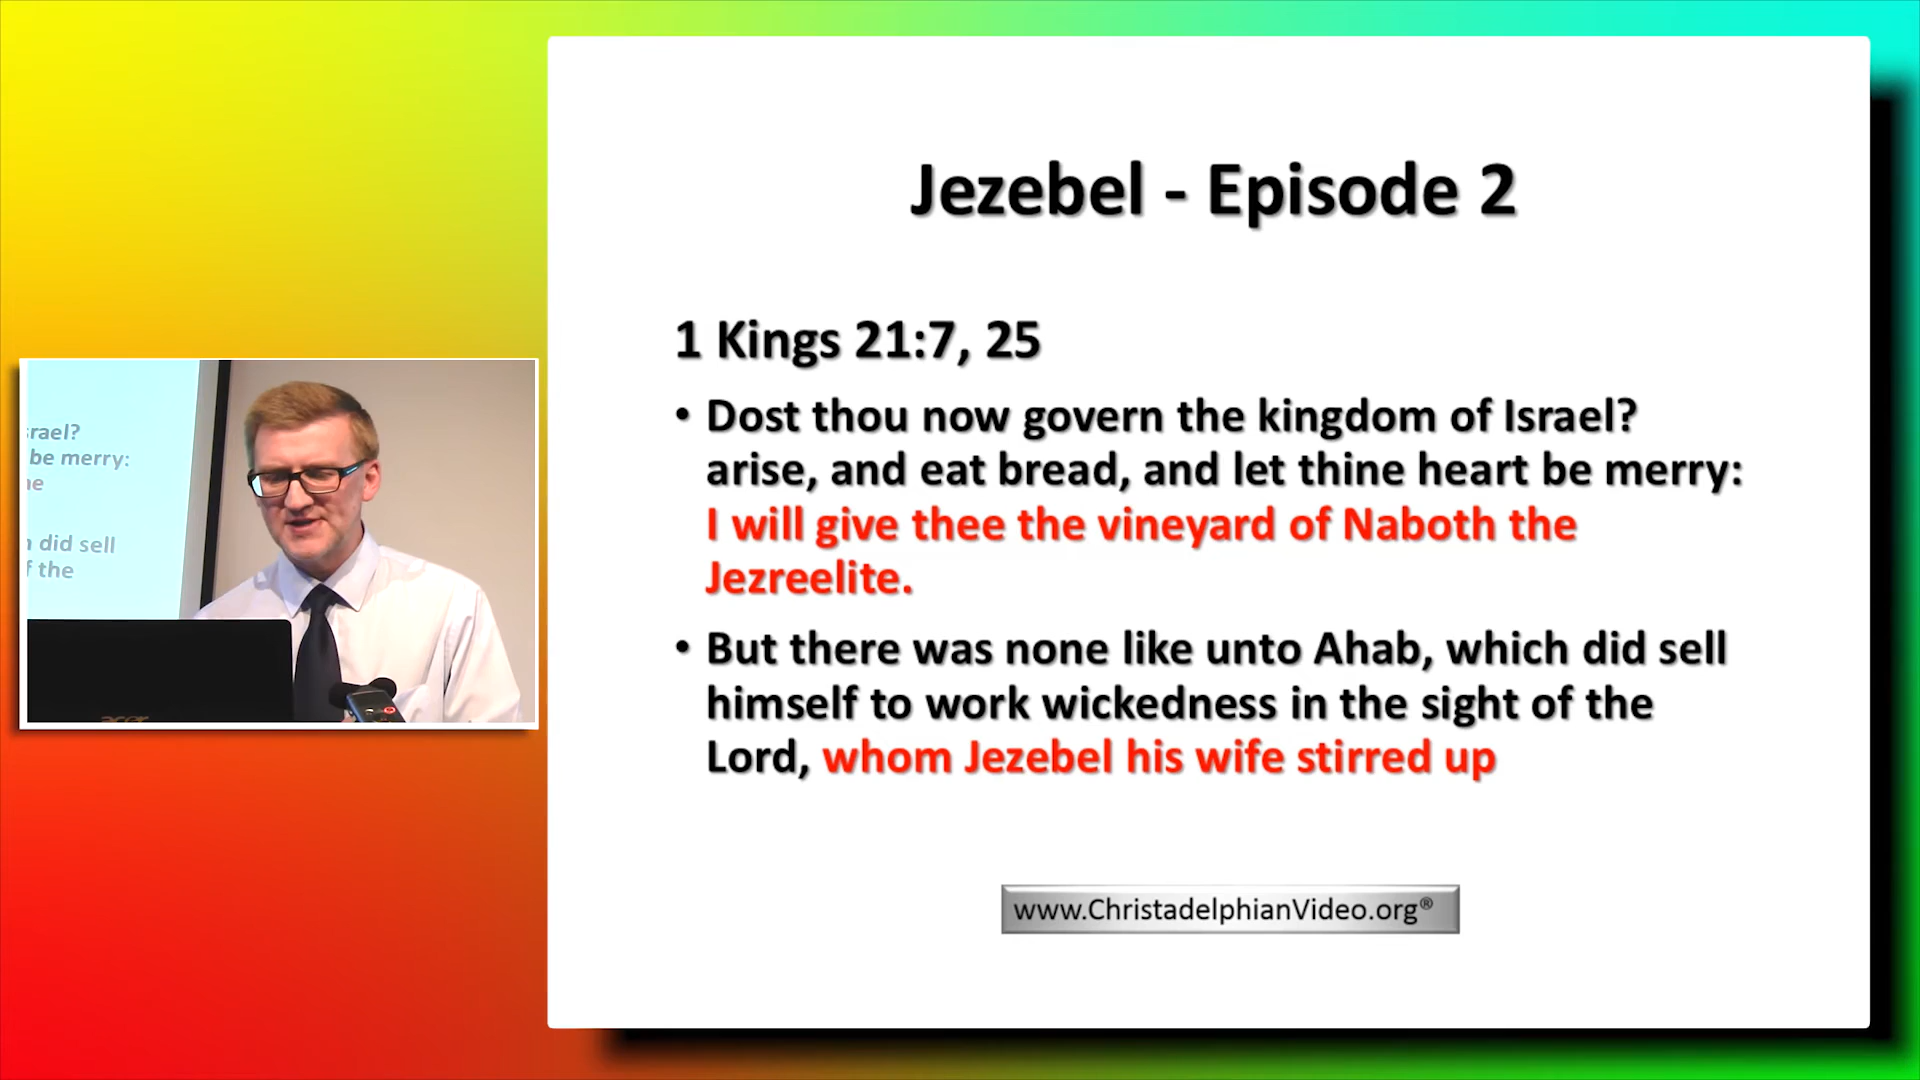 Jezebel - Episode 2
1 Kings 21:7, 25
• Dost thou now govern the kingdom of Israel?
arise, and eat bread, and let thine heart be merry:
I will give thee the vineyard of Naboth the
Jezreelite.
• But there was none like unto Ahab, which did sell
himself to work wickedness in the sight of the
Lord, whom Jezebel his wife stirred up
www.ChristadelphianVideo.org®
rael?
be merry:
he
did sell
f the
acer